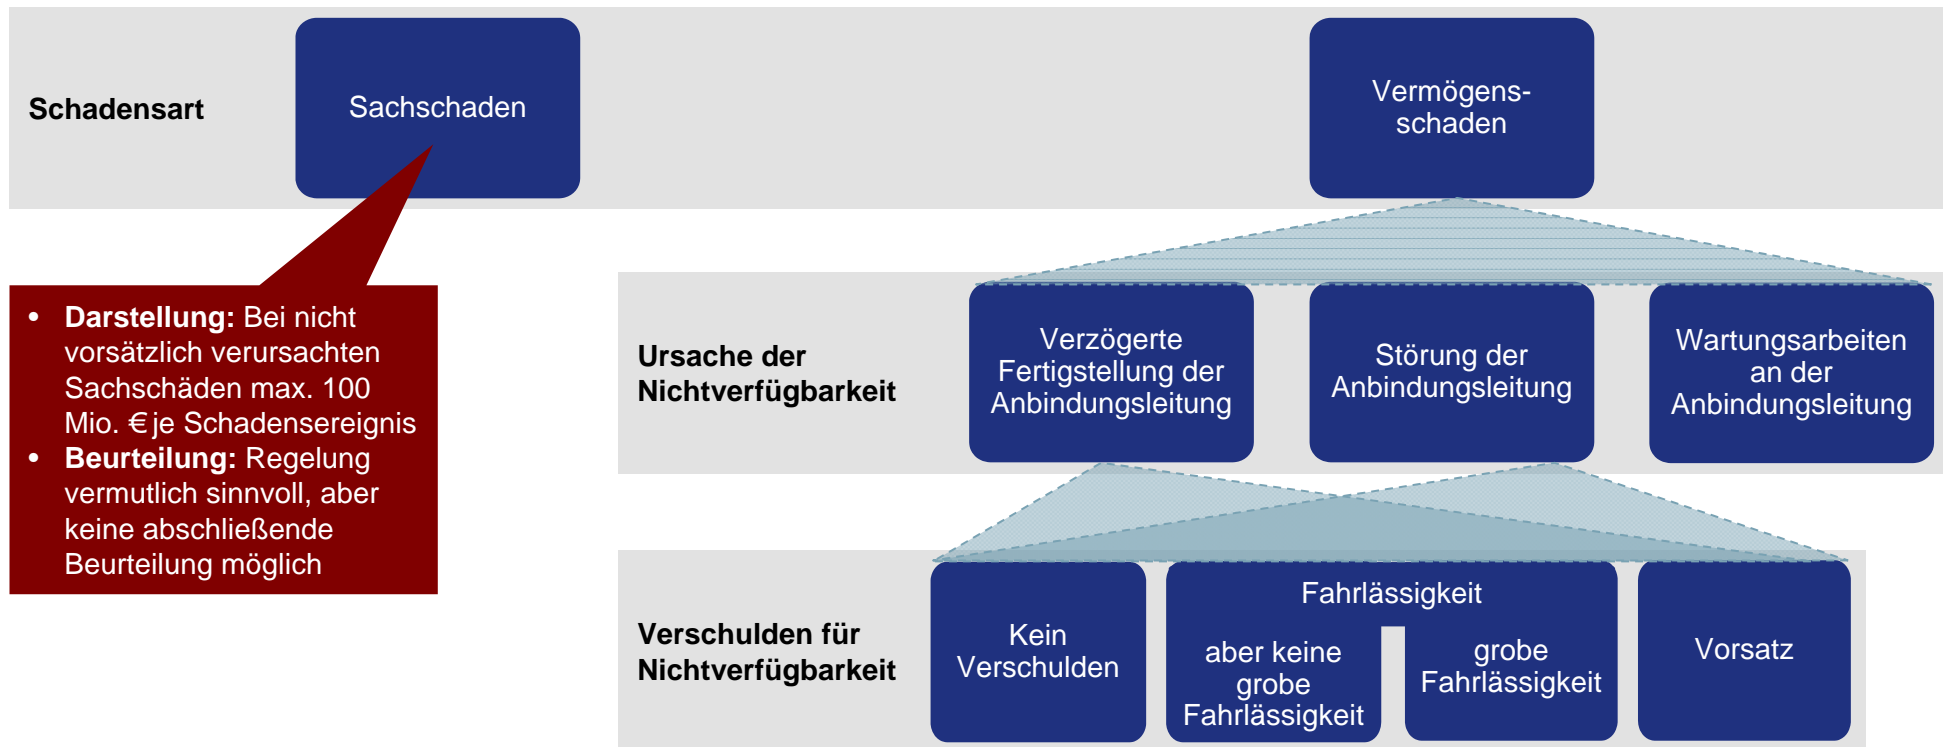 Schadensart
Sachschaden
Vermögens-
schaden
• Darstellung: Bei nicht
vorsätzlich verursachten
Sachschäden max. 100
Mio. € je Schadensereignis
• Beurteilung: Regelung
vermutlich sinnvoll, aber
keine abschließende
Beurteilung möglich
Ursache der
Nichtverfügbarkeit
Verzögerte
Fertigstellung der
Anbindungsleitung
Störung der
Anbindungsleitung
Wartungsarbeiten
an der
Anbindungsleitung
Verschulden für
Nichtverfügbarkeit
Kein
Verschulden
Fahrlässigkeit
aber keine
grobe
Fahrlässigkeit
grobe
Fahrlässigkeit
Vorsatz